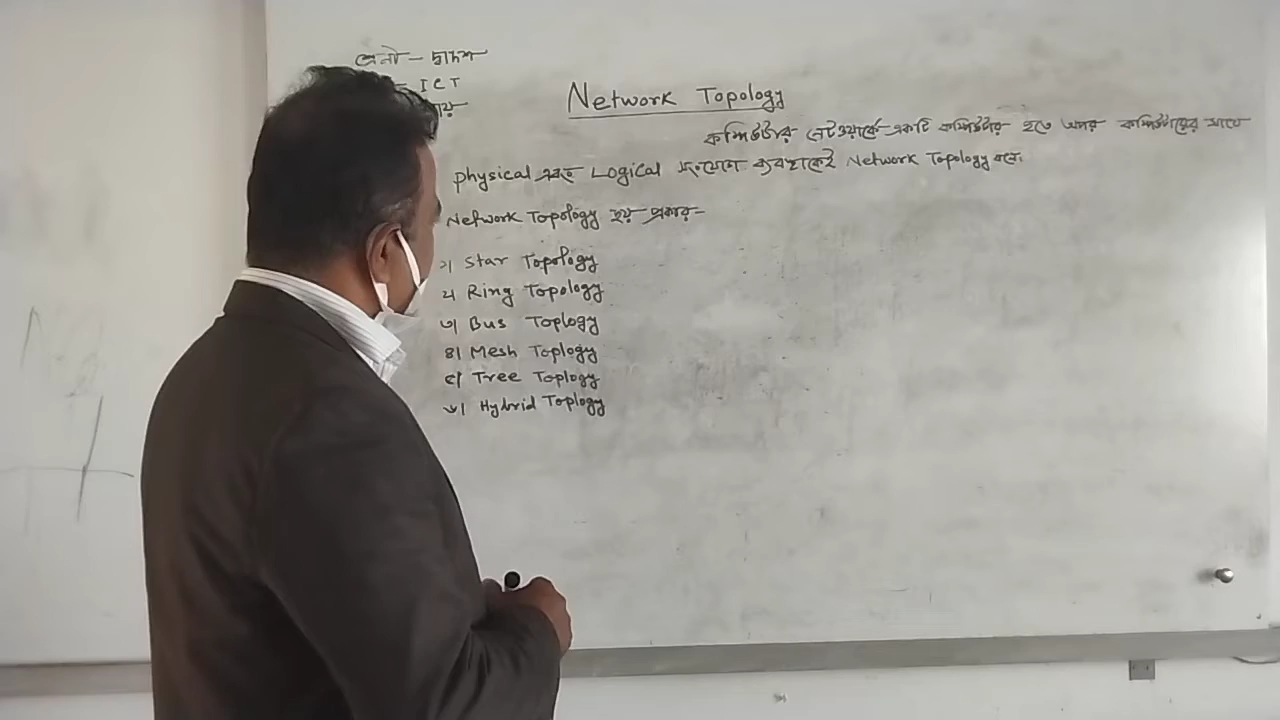 শ্রেনী - দ্বাদশ
- ICT
Network Topology
কম্পিউটার নেটওয়ার্কে একটি কম্পিউটার হতে অপর কম্পিউটারের সাথে
physical এবং Logical সংযোগ ব্যবস্থাকেই Network Topology বলে।
Network Topology ছয় প্রকার-
১। Star Topology
২। Ring Topology
৩। Bus Toplogy
৪। Mesh Toplogy
৫। Tree Toplogy
৬। Hybrid Toplogy